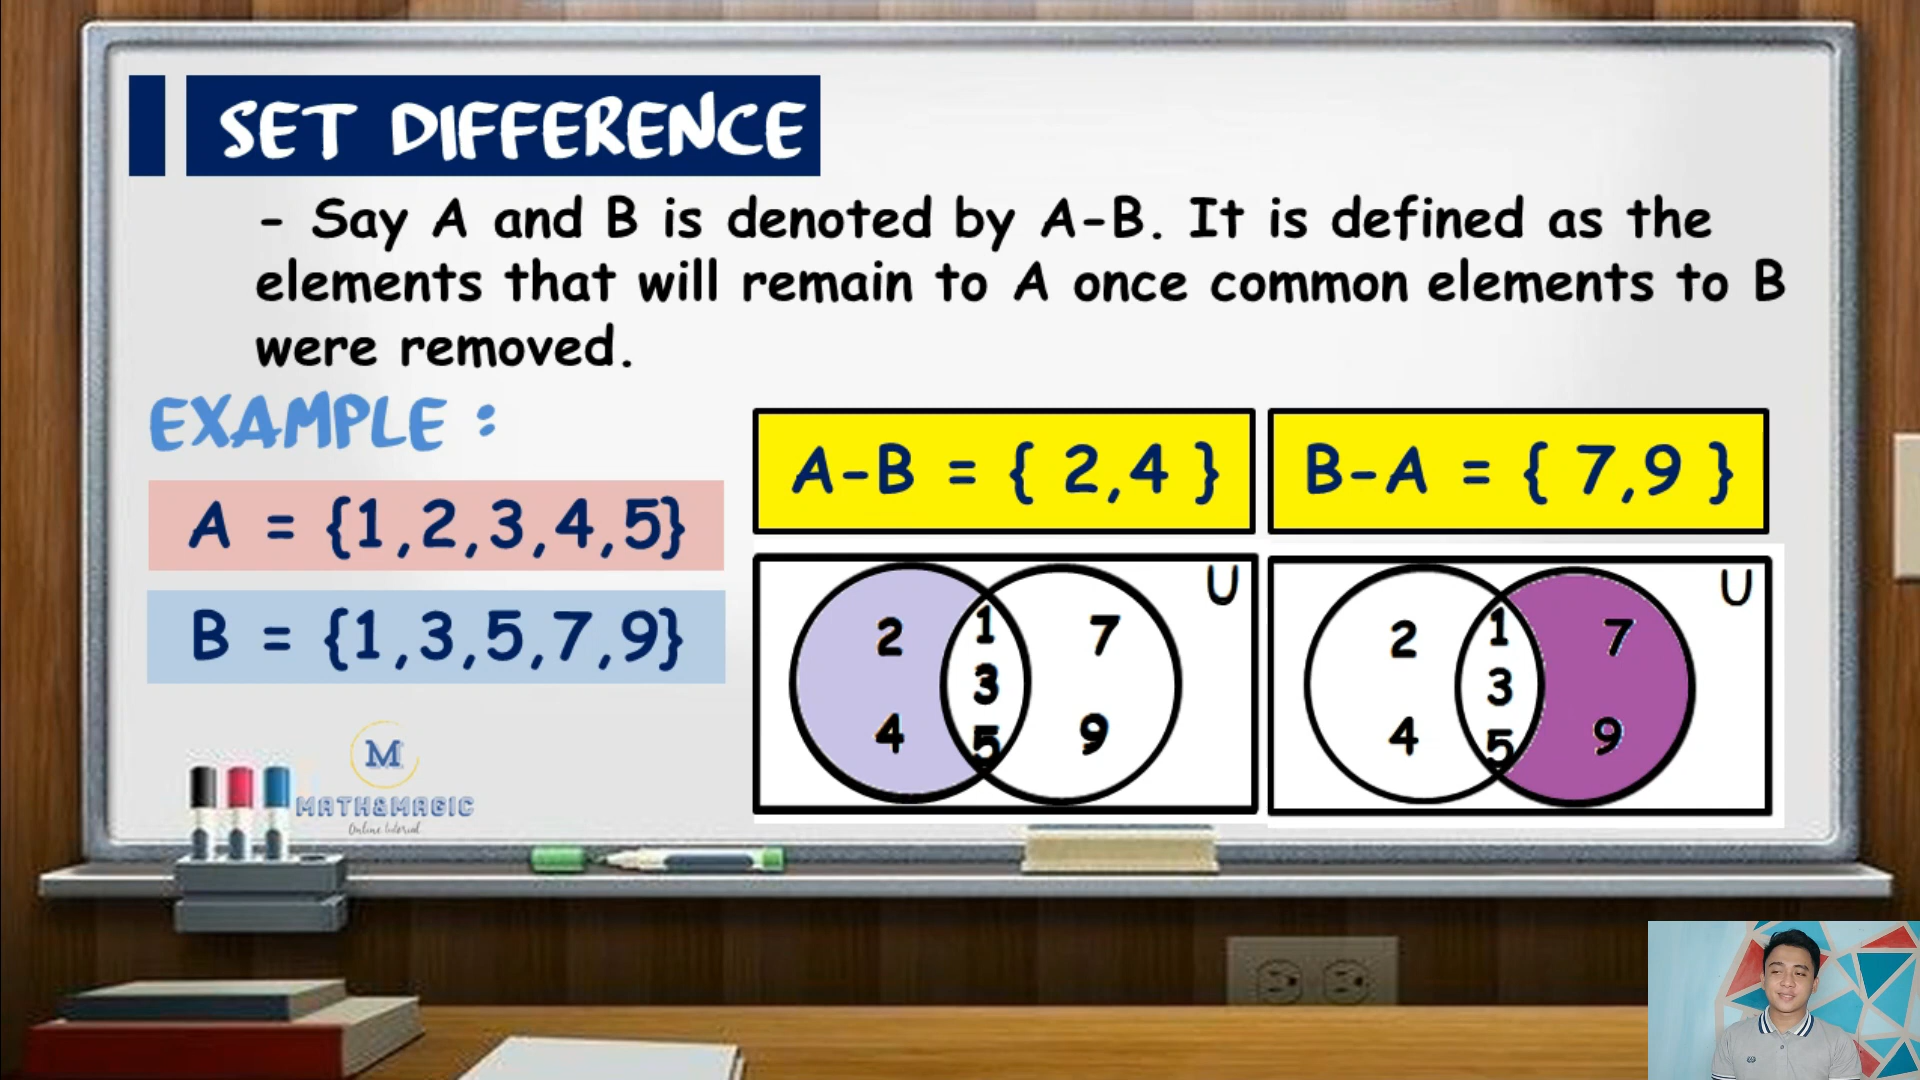 SET DIFFERENCE
- Say A and B is denoted by A-B. It is defined as the
elements that will remain to A once common elements to B
were removed.
EXAMPLE :
A = {1,2,3,4,5}
B = {1,3,5,7,9}
A-B = { 2,4 }
B-A = { 7,9 }
U
2 1 7
3
4 5 9
U
2 1 7
3
4 5 9
M
MATH&MAGIC
Online tutorial